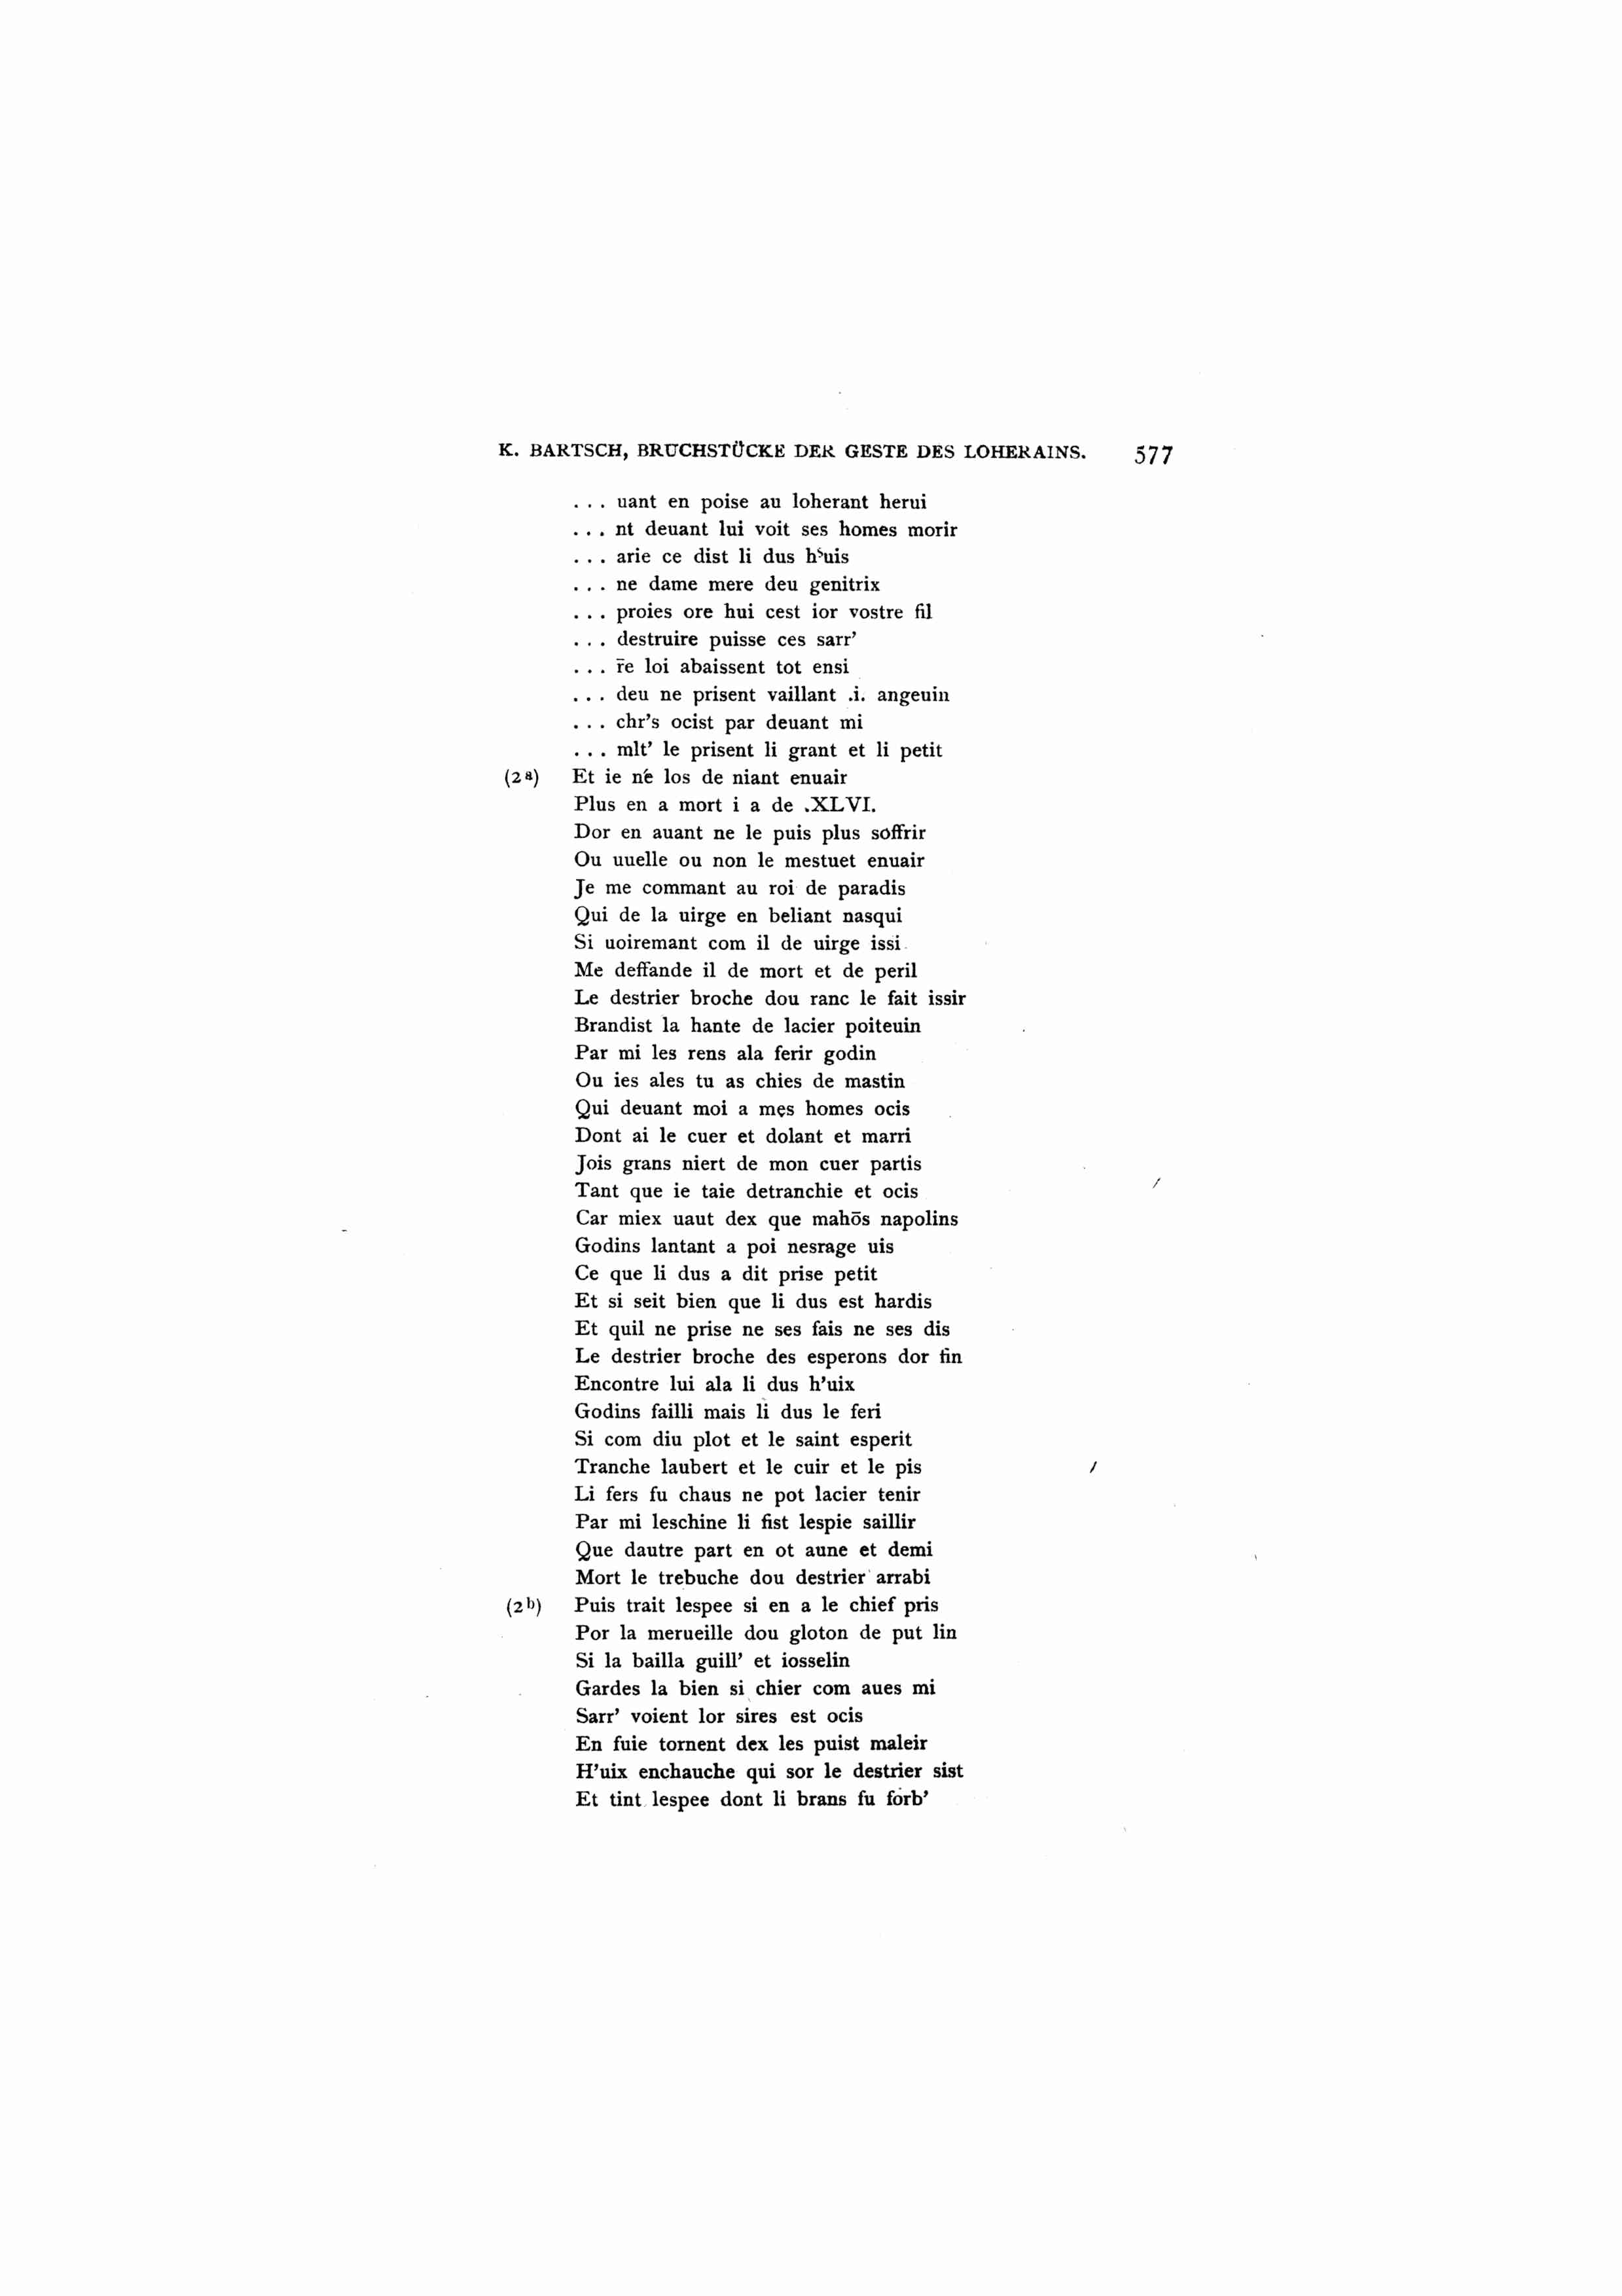 K. BARTSCH, BRUCHSTÜCKE DER GESTE DES LOHERAINS. 577
... uant en poise au loherant herui
... nt deuant lui voit ses homes morir
... arie ce dist li dus hˢuis
... ne dame mere deu genitrix
... proies ore hui cest ior vostre fil
... destruire puisse ces sarr'
... r̄e loi abaissent tot ensi
... deu ne prisent vaillant .i. angeuin
... chr's ocist par deuant mi
... mlt' le prisent li grant et li petit
(2ª) Et ie ne los de niant enuair
Plus en a mort i a de .XLVI.
Dor en auant ne le puis plus soffrir
Ou uuelle ou non le mestuet enuair
Je me commant au roi de paradis
Qui de la uirge en beliant nasqui
Si uoiremant com il de uirge issi
Me deffande il de mort et de peril
Le destrier broche dou ranc le fait issir
Brandist la hante de lacier poiteuin
Par mi les rens ala ferir godin
Ou ies ales tu as chies de mastin
Qui deuant moi a mes homes ocis
Dont ai le cuer et dolant et marri
Jois grans niert de mon cuer partis
Tant que ie taie detranchie et ocis
Car miex uaut dex que mahōs napolins
Godins lantant a poi nesrage uis
Ce que li dus a dit prise petit
Et si seit bien que li dus est hardis
Et quil ne prise ne ses fais ne ses dis
Le destrier broche des esperons dor fin
Encontre lui ala li dus h'uix
Godins failli mais li dus le feri
Si com diu plot et le saint esperit
Tranche laubert et le cuir et le pis
Li fers fu chaus ne pot lacier tenir
Par mi leschine li fist lespie saillir
Que dautre part en ot aune et demi
Mort le trebuche dou destrier arrabi
(2ᵇ) Puis trait lespee si en a le chief pris
Por la merueille dou gloton de put lin
Si la bailla guill' et iosselin
Gardes la bien si chier com aues mi
Sarr' voient lor sires est ocis
En fuie tornent dex les puist maleir
H'uix enchauche qui sor le destrier sist
Et tint lespee dont li brans fu forb'